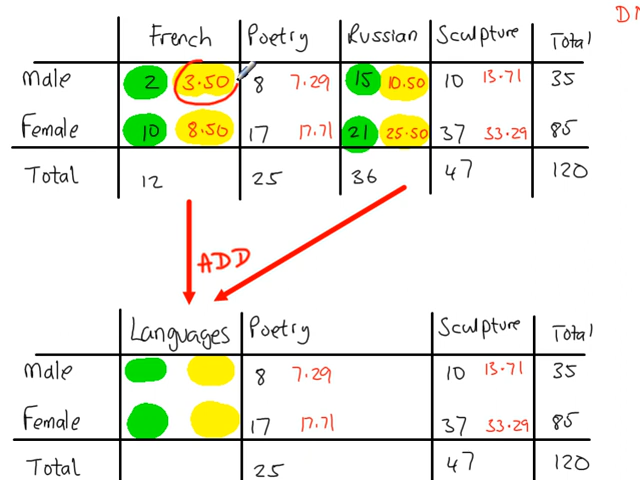 DM
French Poetry Russian Sculpture Total
Male 2 3.50 8 7.29 15 10.50 10 13.71 35
Female 10 8.50 17 17.71 21 25.50 37 33.29 85
Total 12 25 36 47 120
ADD
Languages Poetry Sculpture Total
Male 8 7.29 10 13.71 35
Female 17 17.71 37 33.29 85
Total 25 47 120